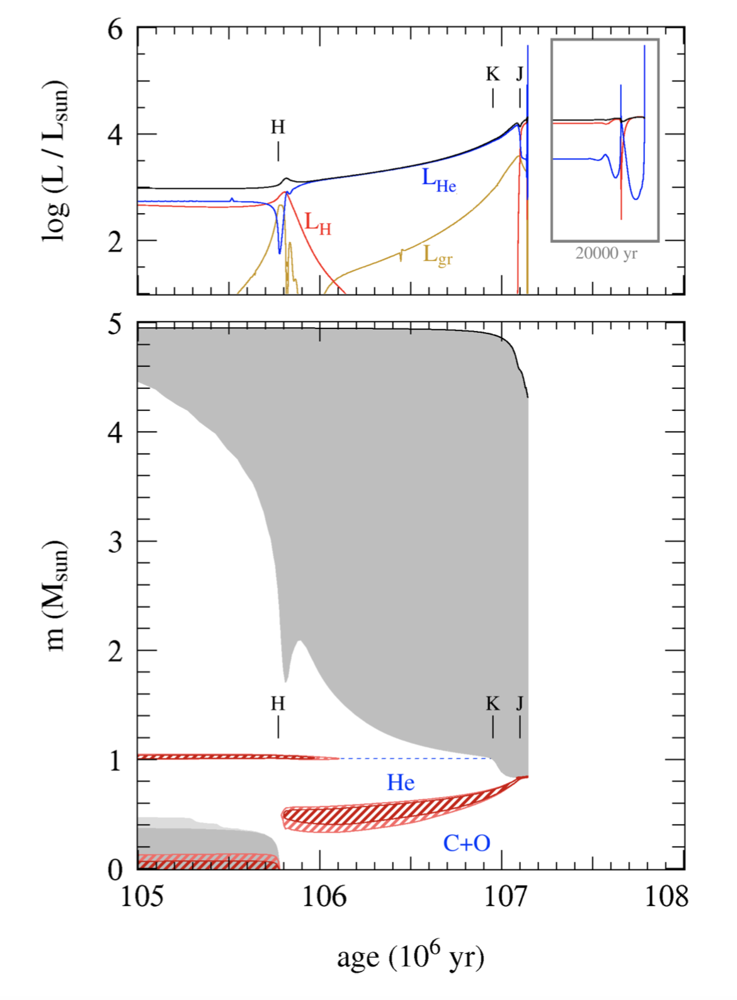 6
4
2
log (L / Lsun)
H
K
J
LHe
LH
Lgr
20000 yr
5
4
3
2
1
0
m (Msun)
H
K
J
He
C+O
105
106
107
108
age (10^6 yr)